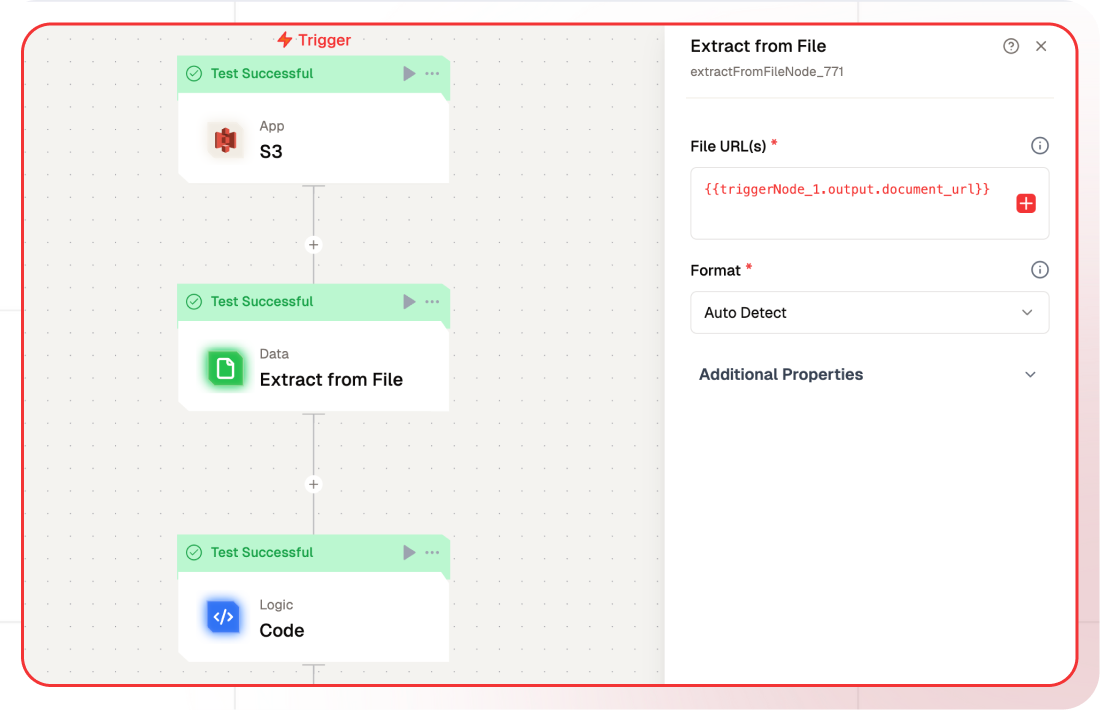 Trigger
Test Successful
App
S3
Test Successful
Data
Extract from File
Test Successful
Logic
Code
Extract from File
extractFromFileNode_771
File URL(s) *
{{triggerNode_1.output.document_url}}
Format *
Auto Detect
Additional Properties